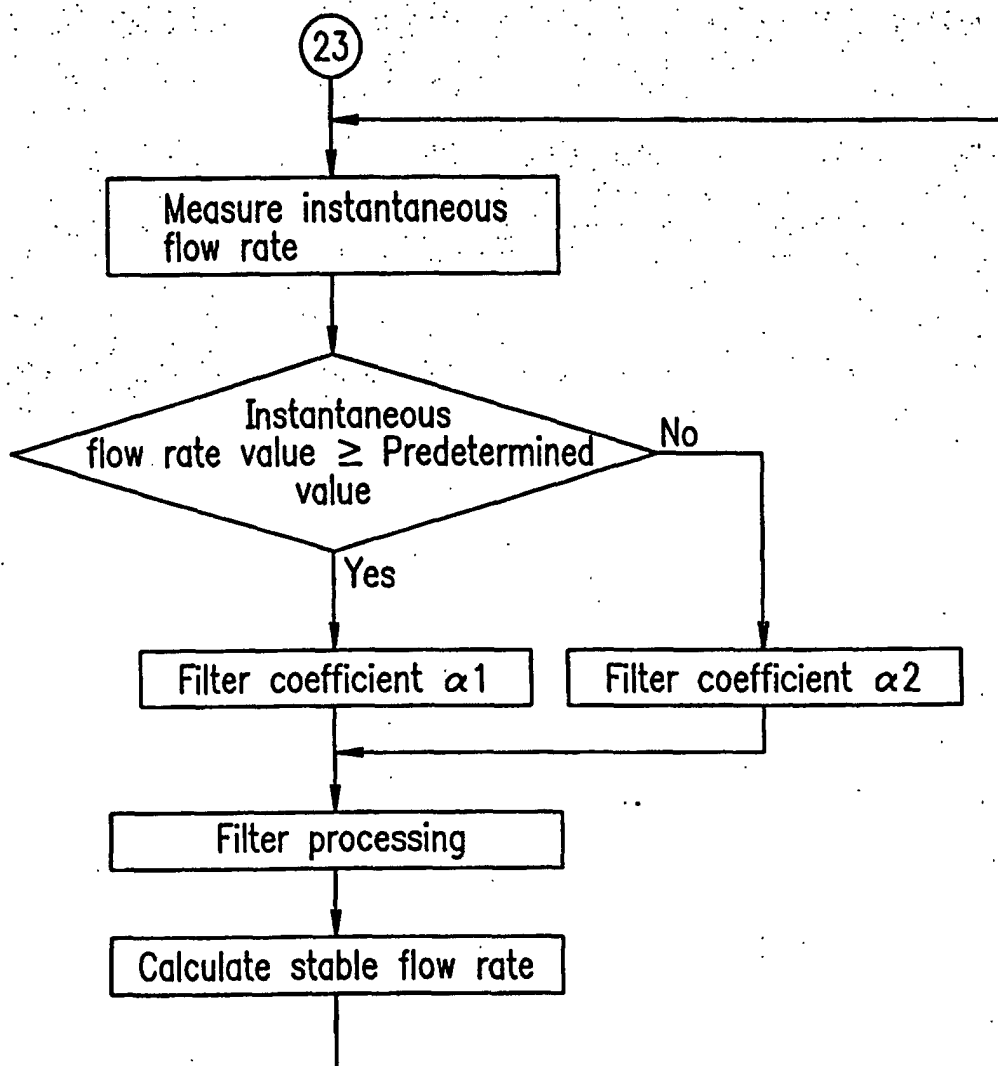 23
Measure instantaneous
flow rate
Instantaneous
flow rate value ≥ Predetermined
value
No
Yes
Filter coefficient α1
Filter coefficient α2
Filter processing
Calculate stable flow rate